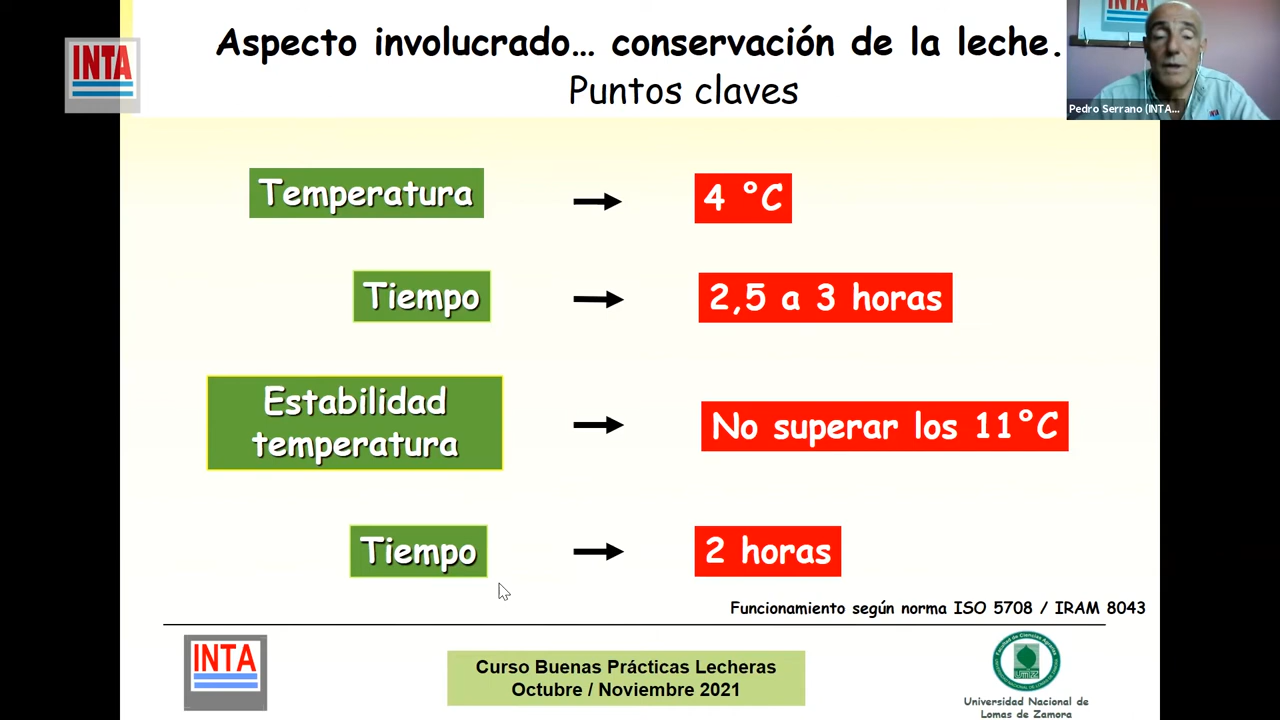 Aspecto involucrado... conservación de la leche.
Puntos claves
INTA
INTA
Pedro Serrano (INTA...
Temperatura
4 °C
Tiempo
2,5 a 3 horas
Estabilidad
temperatura
No superar los 11°C
Tiempo
2 horas
Funcionamiento según norma ISO 5708 / IRAM 8043
INTA
Curso Buenas Prácticas Lecheras
Octubre / Noviembre 2021
Universidad Nacional de
Lomas de Zamora